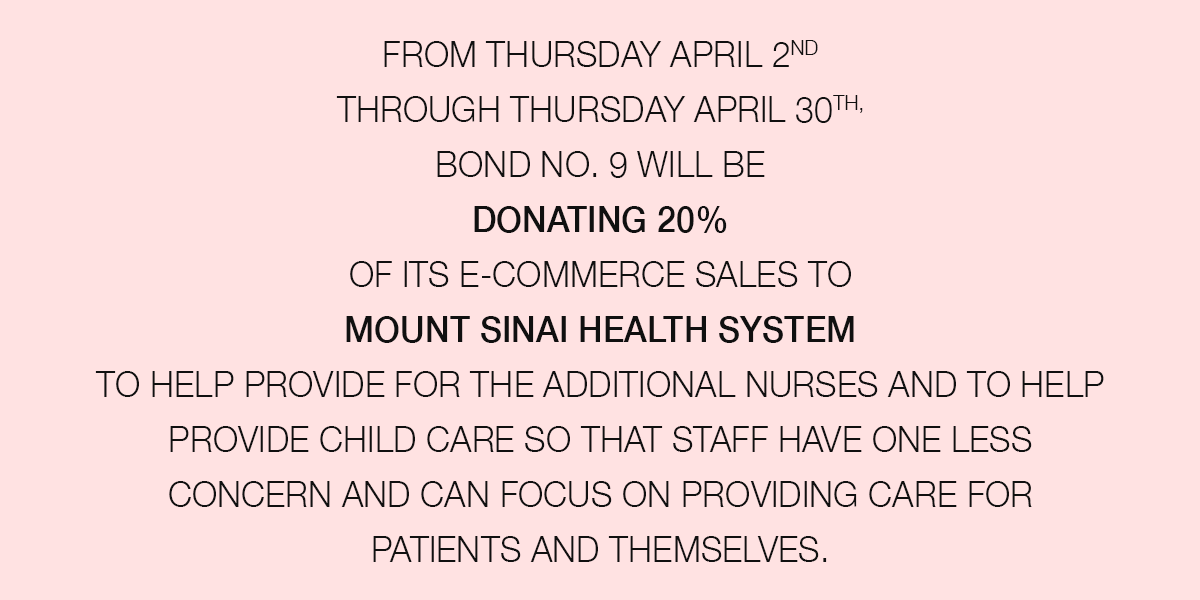 FROM THURSDAY APRIL 2ND
THROUGH THURSDAY APRIL 30TH,
BOND NO. 9 WILL BE
DONATING 20%
OF ITS E-COMMERCE SALES TO
MOUNT SINAI HEALTH SYSTEM
TO HELP PROVIDE FOR THE ADDITIONAL NURSES AND TO HELP
PROVIDE CHILD CARE SO THAT STAFF HAVE ONE LESS
CONCERN AND CAN FOCUS ON PROVIDING CARE FOR
PATIENTS AND THEMSELVES.